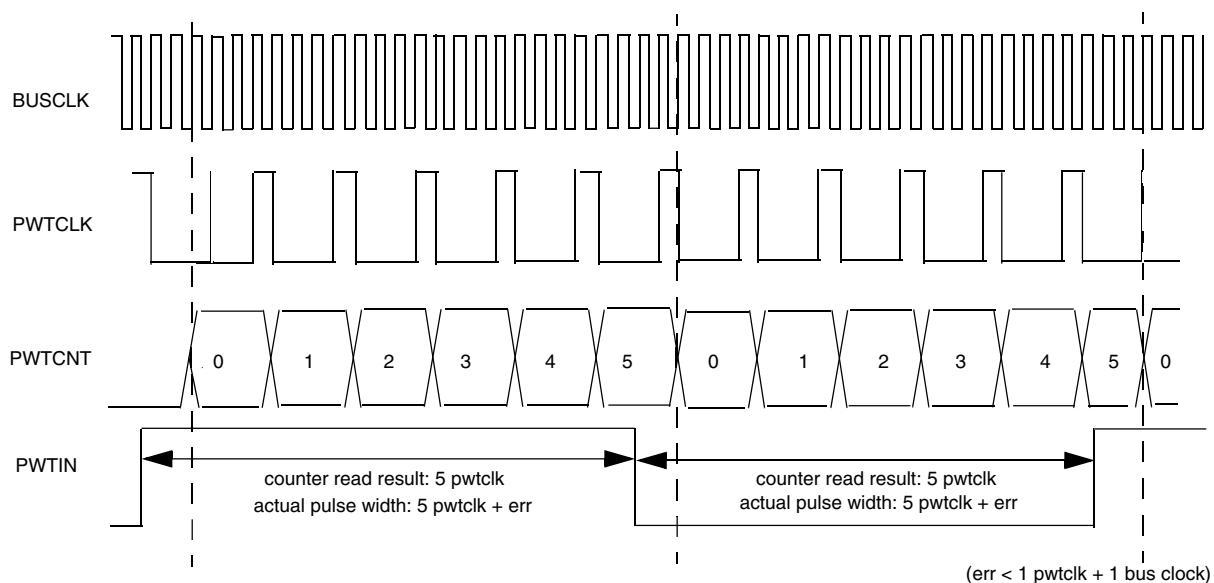 BUSCLK
PWTCLK
PWTCNT
0 1 2 3 4 5 0 1 2 3 4 5 0
PWTIN
counter read result: 5 pwtclk
actual pulse width: 5 pwtclk + err
counter read result: 5 pwtclk
actual pulse width: 5 pwtclk + err
(err < 1 pwtclk + 1 bus clock)